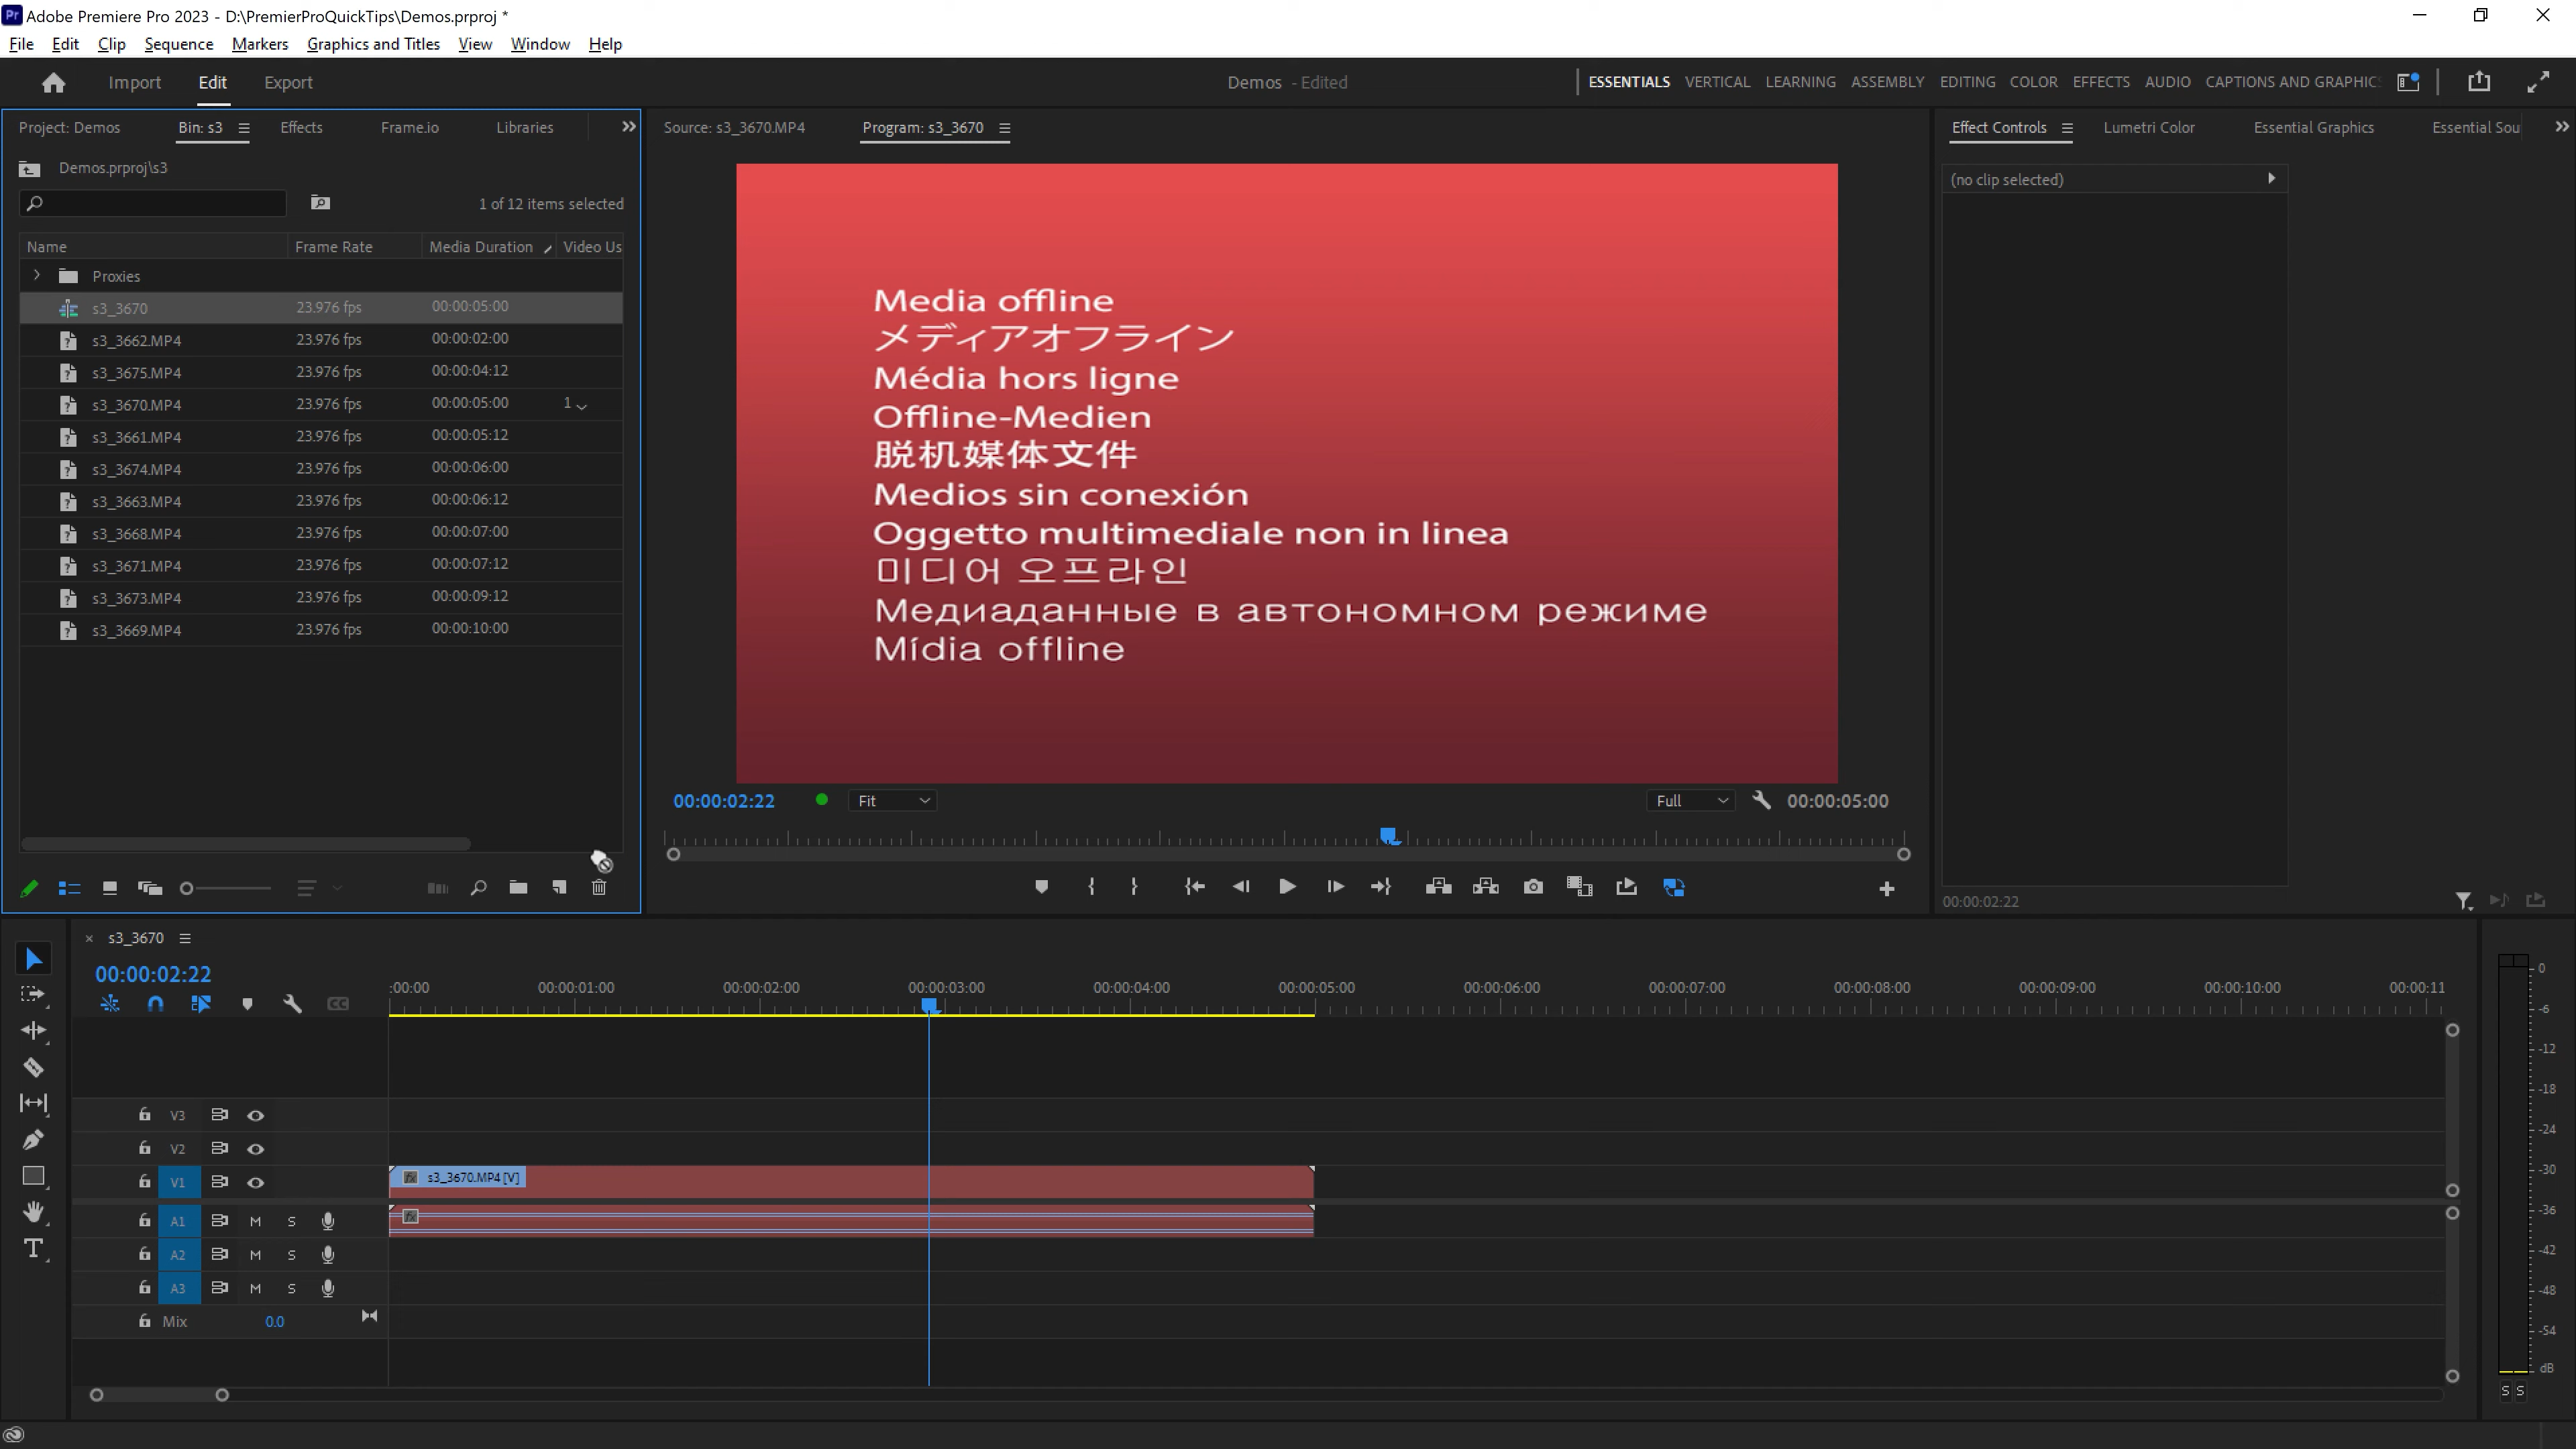 Adobe Premiere Pro 2023 - D:\PremierProQuickTips\Demos.prproj *
File Edit Clip Sequence Markers Graphics and Titles View Window Help
Import Edit Export
Demos - Edited
ESSENTIALS VERTICAL LEARNING ASSEMBLY EDITING COLOR EFFECTS AUDIO CAPTIONS AND GRAPHIC
Project: Demos Bin: s3 Effects Frame.io Libraries
Demos.prproj\s3
1 of 12 items selected
Name Frame Rate Media Duration Video Us
Proxies
s3_3670 23.976 fps 00:00:05:00
s3_3662.MP4 23.976 fps 00:00:02:00
s3_3675.MP4 23.976 fps 00:00:04:12
s3_3670.MP4 23.976 fps 00:00:05:00 1
s3_3661.MP4 23.976 fps 00:00:05:12
s3_3674.MP4 23.976 fps 00:00:06:00
s3_3663.MP4 23.976 fps 00:00:06:12
s3_3668.MP4 23.976 fps 00:00:07:00
s3_3671.MP4 23.976 fps 00:00:07:12
s3_3673.MP4 23.976 fps 00:00:09:12
s3_3669.MP4 23.976 fps 00:00:10:00
Source: s3_3670.MP4 Program: s3_3670
Media offline
メディアオフライン
Média hors ligne
Offline-Medien
脱机媒体文件
Medios sin conexión
Oggetto multimediale non in linea
미디어 오프라인
Медиаданные в автономном режиме
Mídia offline
00:00:02:22 Fit Full 00:00:05:00
Effect Controls Lumetri Color Essential Graphics Essential Sou
(no clip selected)
00:00:02:22
s3_3670
00:00:02:22
:00:00 00:00:01:00 00:00:02:00 00:00:03:00 00:00:04:00 00:00:05:00 00:00:06:00 00:00:07:00 00:00:08:00 00:00:09:00 00:00:10:00 00:00:11
V3
V2
V1 fx s3_3670.MP4 [V]
A1 M S fx
A2 M S
A3 M S
Mix 0.0
0
-6
-12
-18
-24
-30
-36
-42
-48
-54
dB
S S